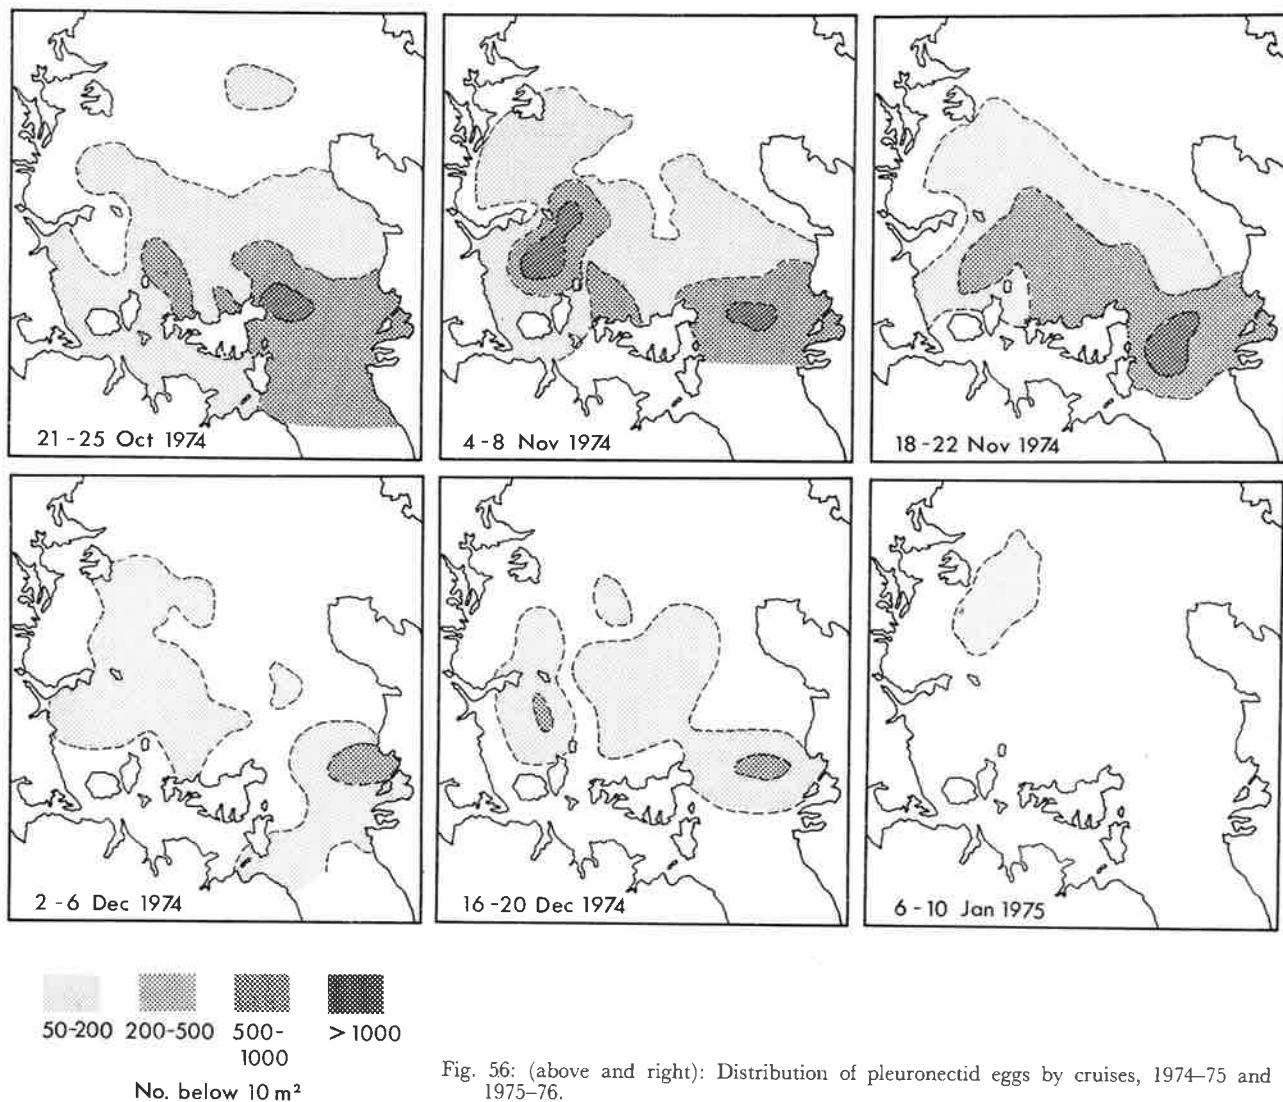 21-25 Oct 1974
4-8 Nov 1974
18-22 Nov 1974
2-6 Dec 1974
16-20 Dec 1974
6-10 Jan 1975
50-200 200-500 500-1000 >1000
No. below 10 m²
Fig. 56: (above and right): Distribution of pleuronectid eggs by cruises, 1974–75 and
1975–76.